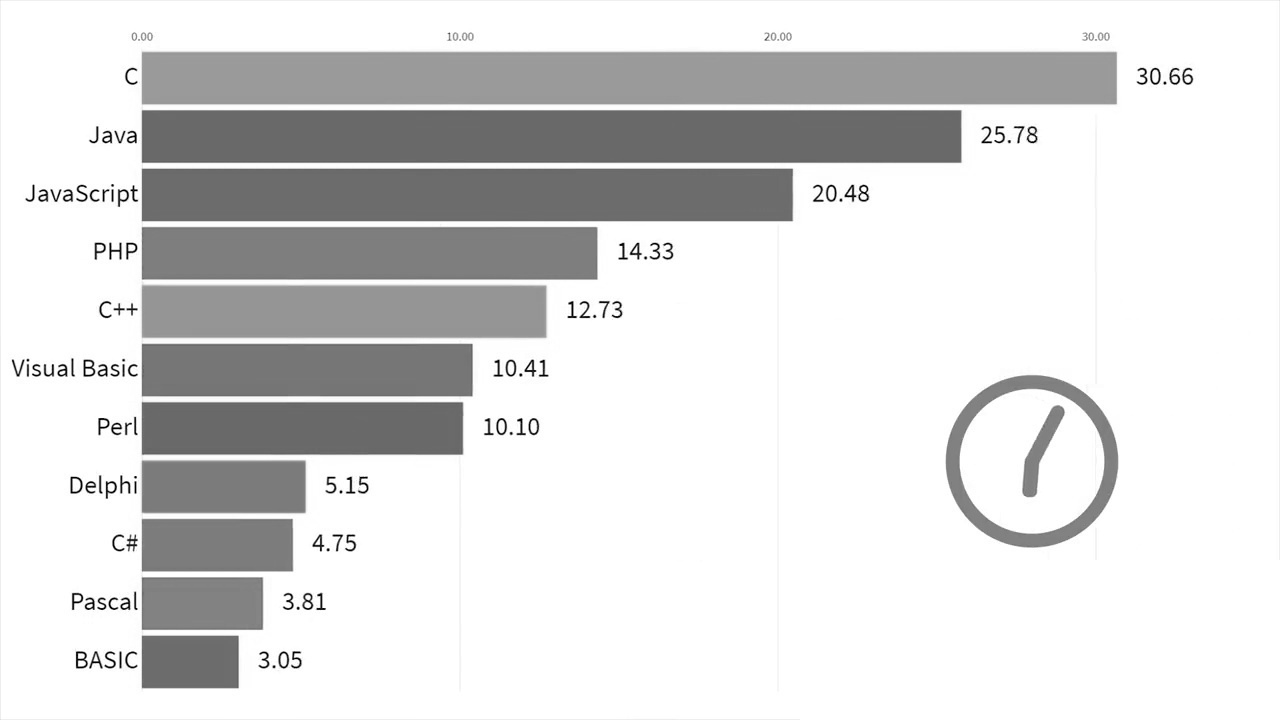 0.00 10.00 20.00 30.00
C 30.66
Java 25.78
JavaScript 20.48
PHP 14.33
C++ 12.73
Visual Basic 10.41
Perl 10.10
Delphi 5.15
C# 4.75
Pascal 3.81
BASIC 3.05